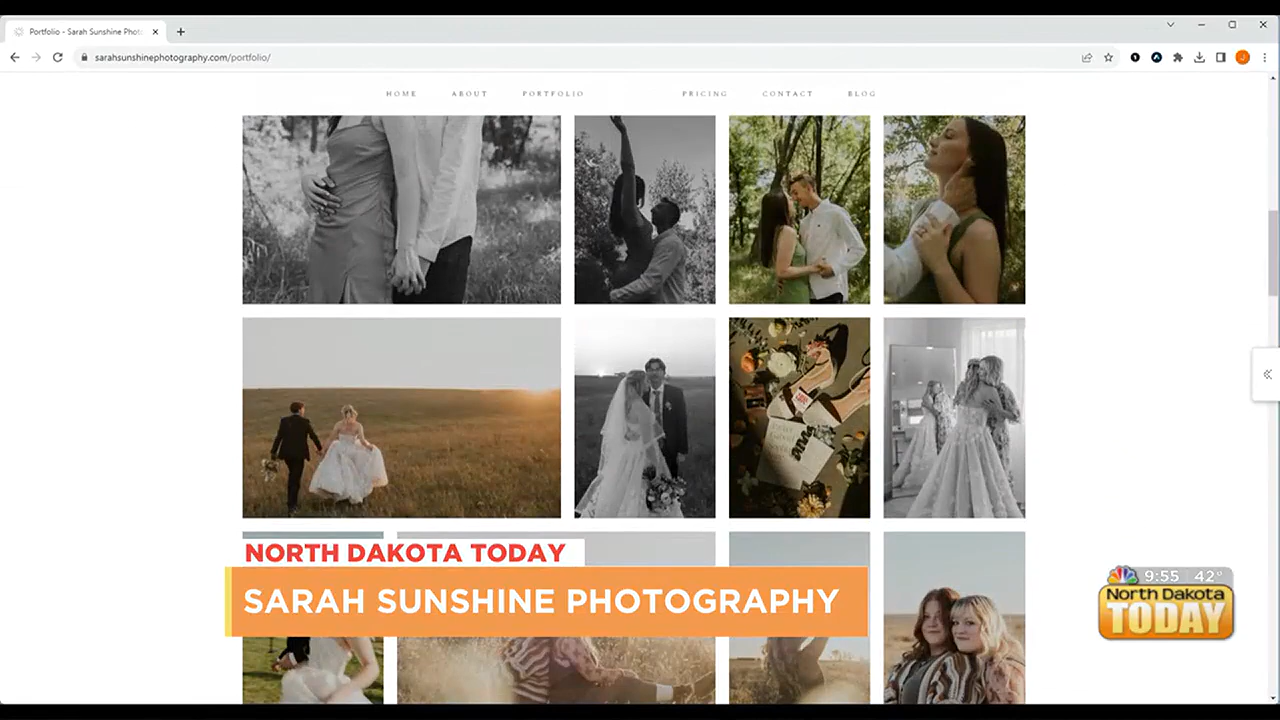 Portfolio - Sarah Sunshine Phot
sarahsunshinephotography.com/portfolio/
HOME ABOUT PORTFOLIO PRICING CONTACT BLOG
NORTH DAKOTA TODAY
SARAH SUNSHINE PHOTOGRAPHY
9:55 42°
North Dakota
TODAY